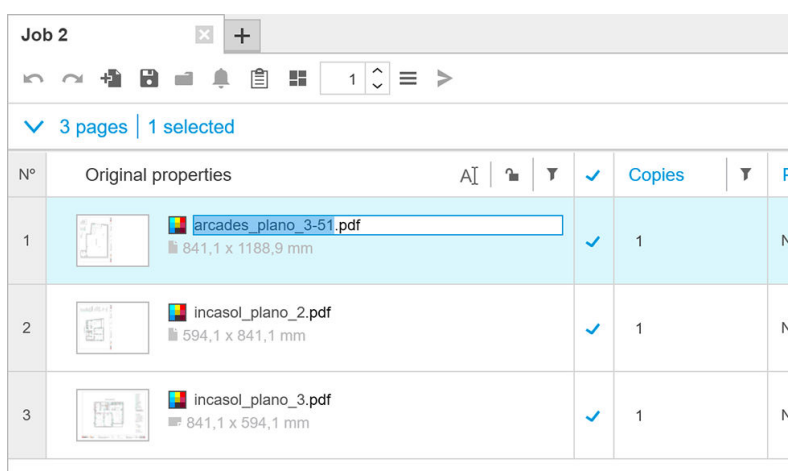 Job 2
1
3 pages | 1 selected
Nº Original properties Copies
1 arcades_plano_3-51.pdf 1
841,1 x 1188,9 mm
2 incasol_plano_2.pdf 1
594,1 x 841,1 mm
3 incasol_plano_3.pdf 1
841,1 x 594,1 mm